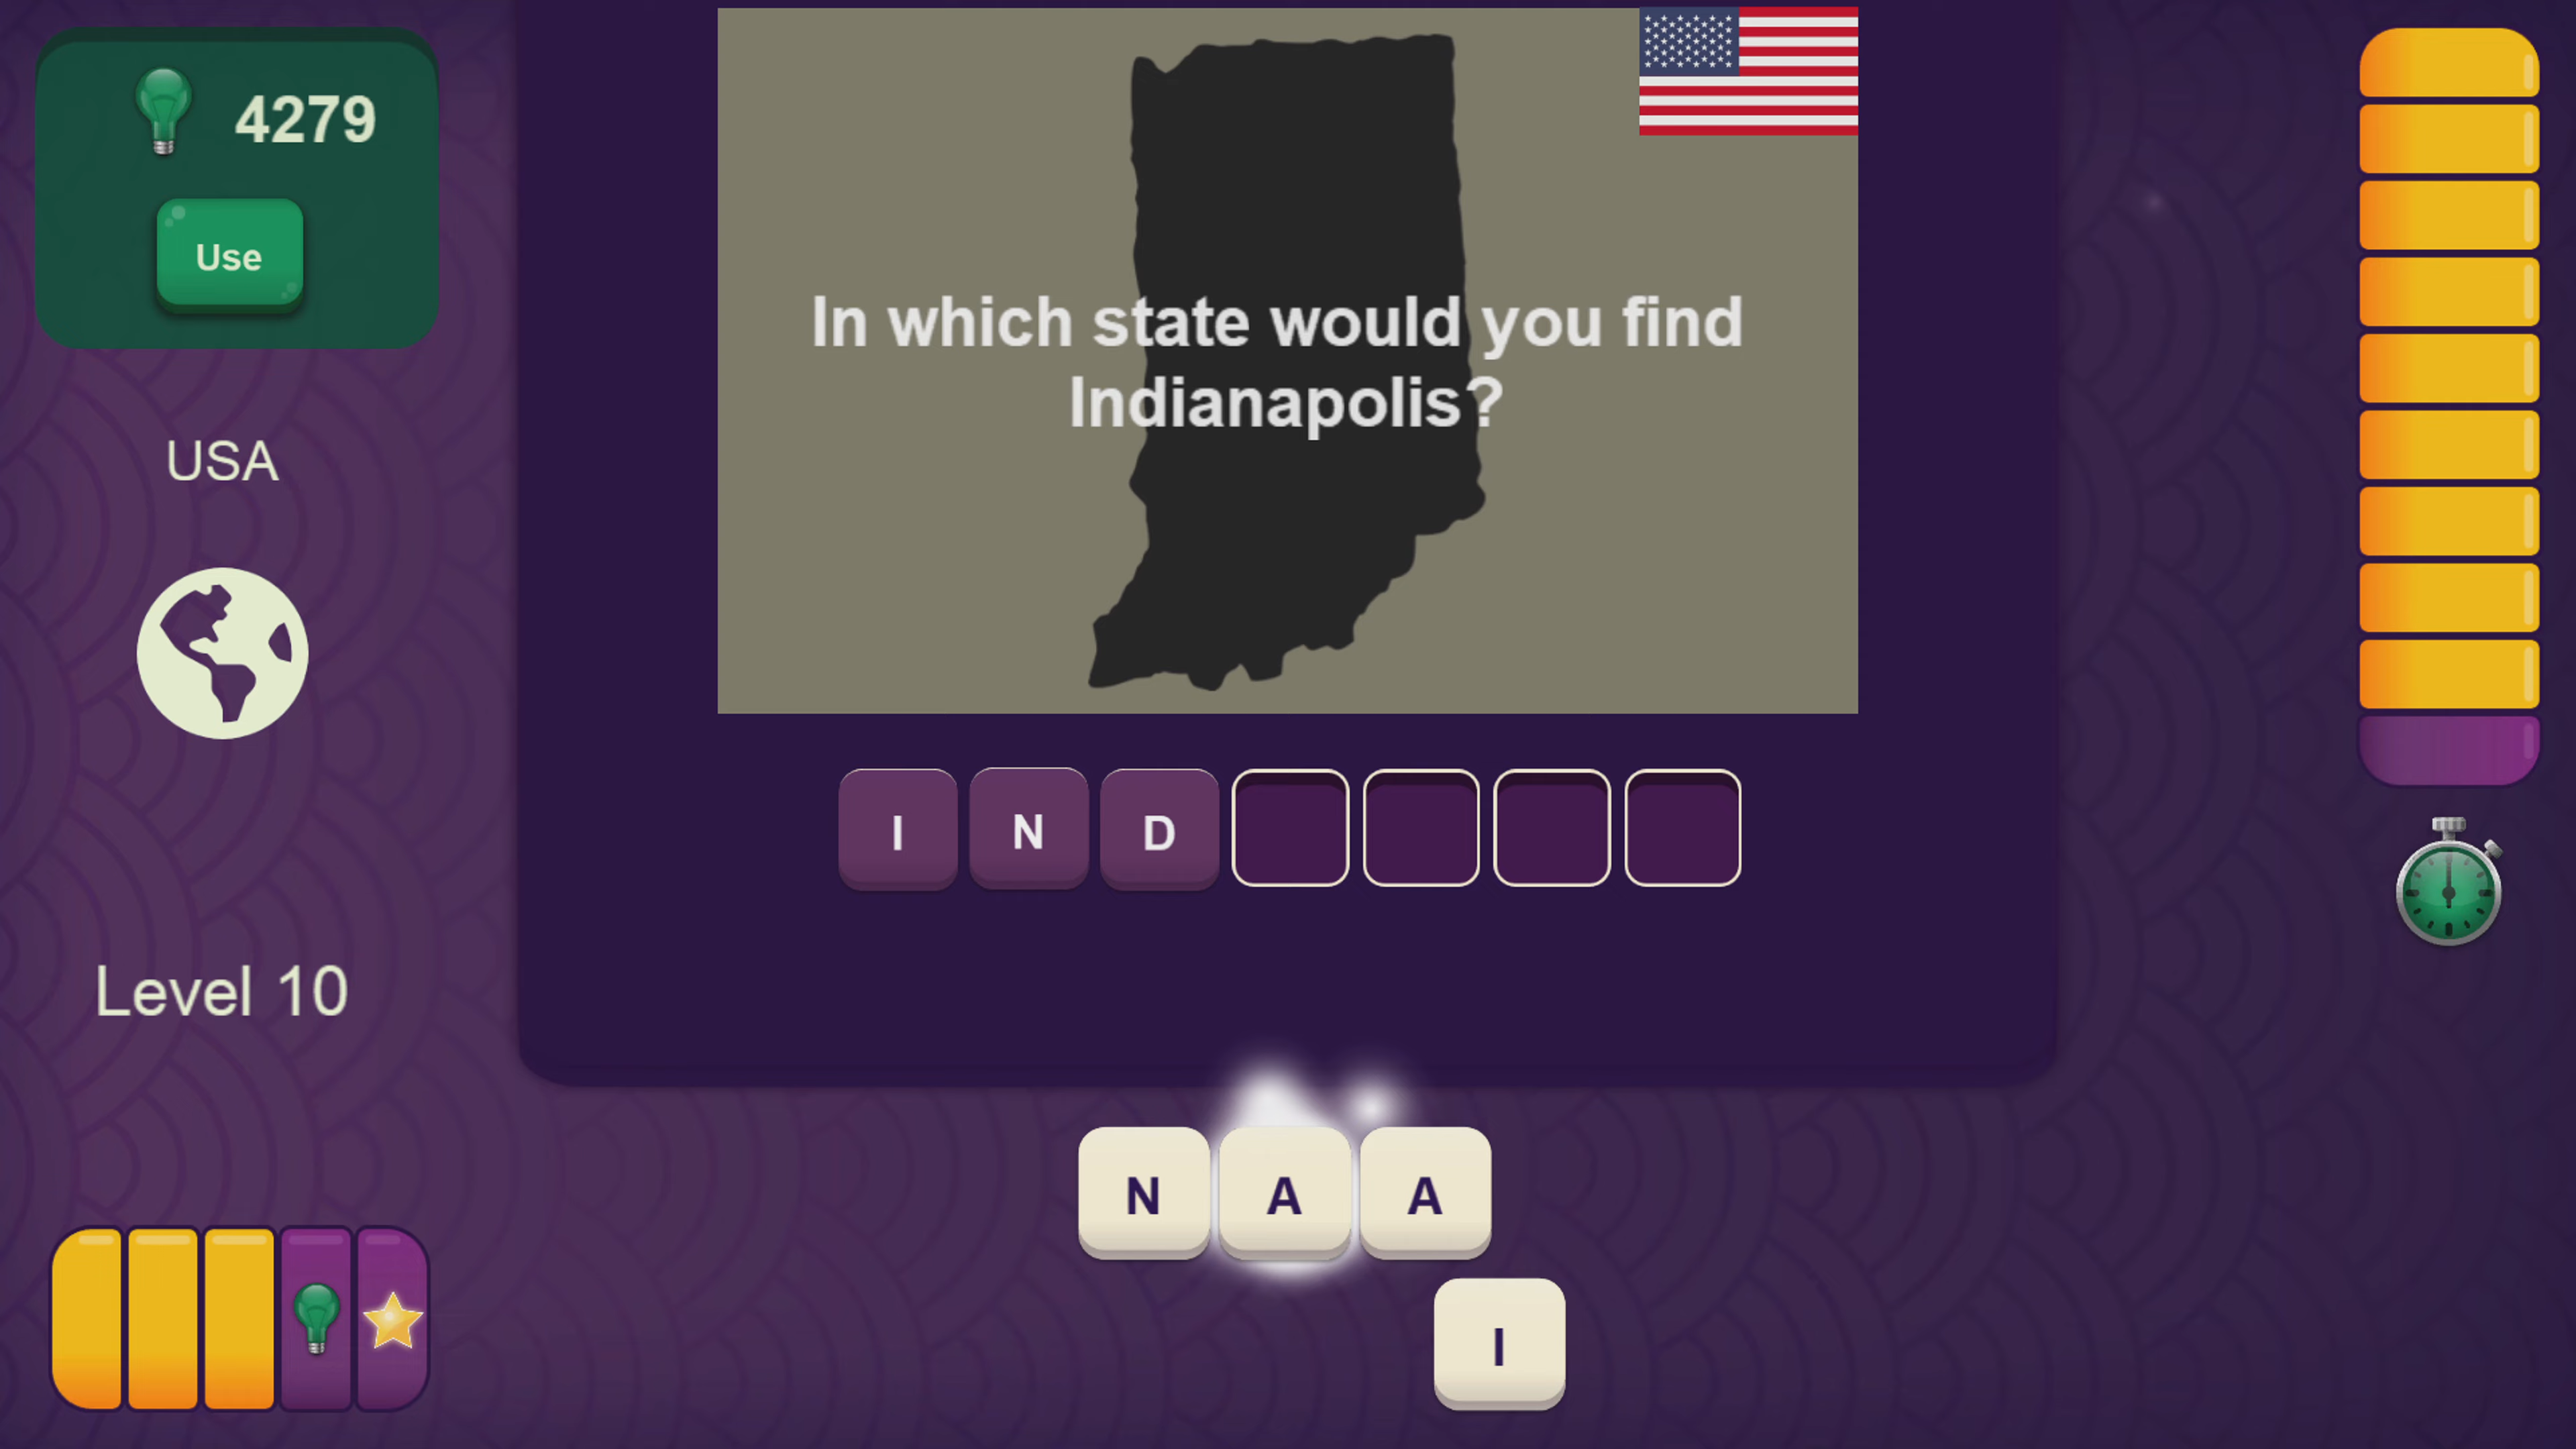 4279
Use
USA
Level 10
In which state would you find
Indianapolis?
I N D
N A A
I